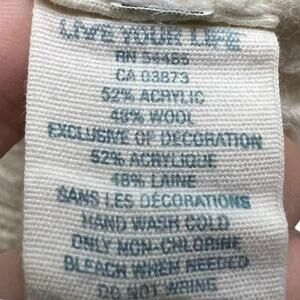 LIVE YOUR LIFE
RN 54485
CA 03873
52% ACRYLIC
48% WOOL
EXCLUSIVE OF DECORATION
52% ACRYLIQUE
48% LAINE
SANS LES DÉCORATIONS
HAND WASH COLD
ONLY NON-CHLORINE
BLEACH WHEN NEEDED
DO NOT WRING